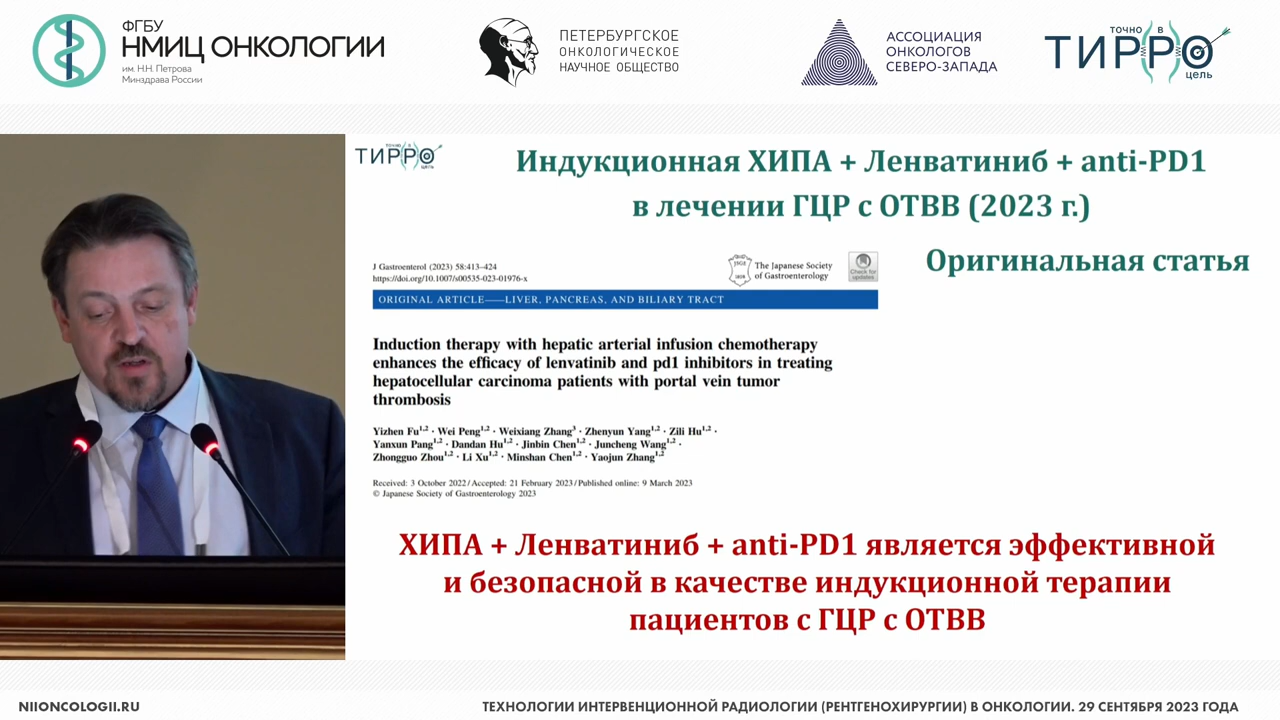 ФГБУ
НМИЦ ОНКОЛОГИИ
им. Н.Н. Петрова
Минздрава России
ПЕТЕРБУРГСКОЕ
ОНКОЛОГИЧЕСКОЕ
НАУЧНОЕ ОБЩЕСТВО
АССОЦИАЦИЯ
ОНКОЛОГОВ
СЕВЕРО-ЗАПАДА
ТОЧНО В
ТИРРО
цель
ТОЧНО В
ТИРРО
цель
Индукционная ХИПА + Ленватиниб + anti-PD1
в лечении ГЦР с ОТВВ (2023 г.)
Оригинальная статья
J Gastroenterol (2023) 58:413–424
https://doi.org/10.1007/s00535-023-01976-x
JSGE
1898
The Japanese Society
of Gastroenterology
Check for
updates
ORIGINAL ARTICLE—LIVER, PANCREAS, AND BILIARY TRACT
Induction therapy with hepatic arterial infusion chemotherapy
enhances the efficacy of lenvatinib and pd1 inhibitors in treating
hepatocellular carcinoma patients with portal vein tumor
thrombosis
Yizhen Fu1,2 · Wei Peng1,2 · Weixiang Zhang3 · Zhenyun Yang1,2 · Zili Hu1,2 ·
Yanxun Pang1,2 · Dandan Hu1,2 · Jinbin Chen1,2 · Juncheng Wang1,2 ·
Zhongguo Zhou1,2 · Li Xu1,2 · Minshan Chen1,2 · Yaojun Zhang1,2
Received: 3 October 2022 / Accepted: 21 February 2023 / Published online: 9 March 2023
© Japanese Society of Gastroenterology 2023
ХИПА + Ленватиниб + anti-PD1 является эффективной
и безопасной в качестве индукционной терапии
пациентов с ГЦР с ОТВВ
NIIONCOLOGII.RU
ТЕХНОЛОГИИ ИНТЕРВЕНЦИОННОЙ РАДИОЛОГИИ (РЕНТГЕНОХИРУРГИИ) В ОНКОЛОГИИ. 29 СЕНТЯБРЯ 2023 ГОДА